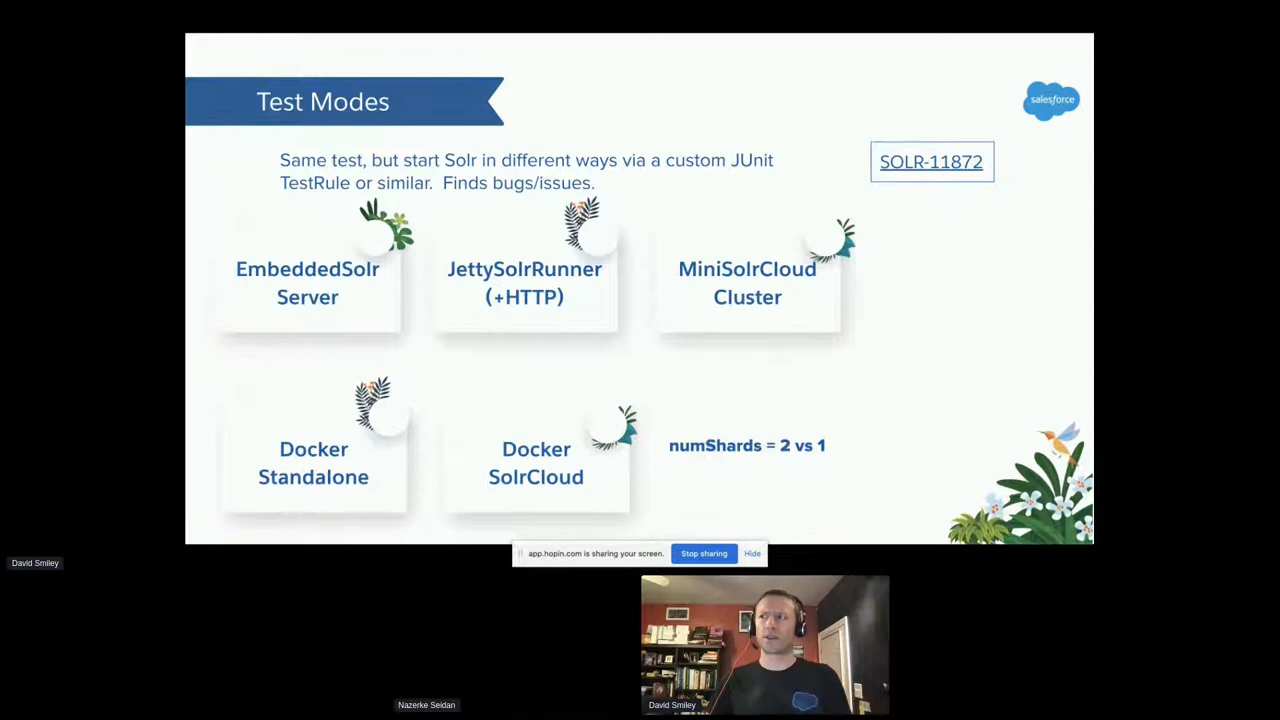 Test Modes
salesforce
Same test, but start Solr in different ways via a custom JUnit
TestRule or similar.  Finds bugs/issues.
SOLR-11872
EmbeddedSolr
Server
JettySolrRunner
(+HTTP)
MiniSolrCloud
Cluster
Docker
Standalone
Docker
SolrCloud
numShards = 2 vs 1
app.hopin.com is sharing your screen.
Stop sharing
Hide
David Smiley
Nazerke Seidan
David Smiley